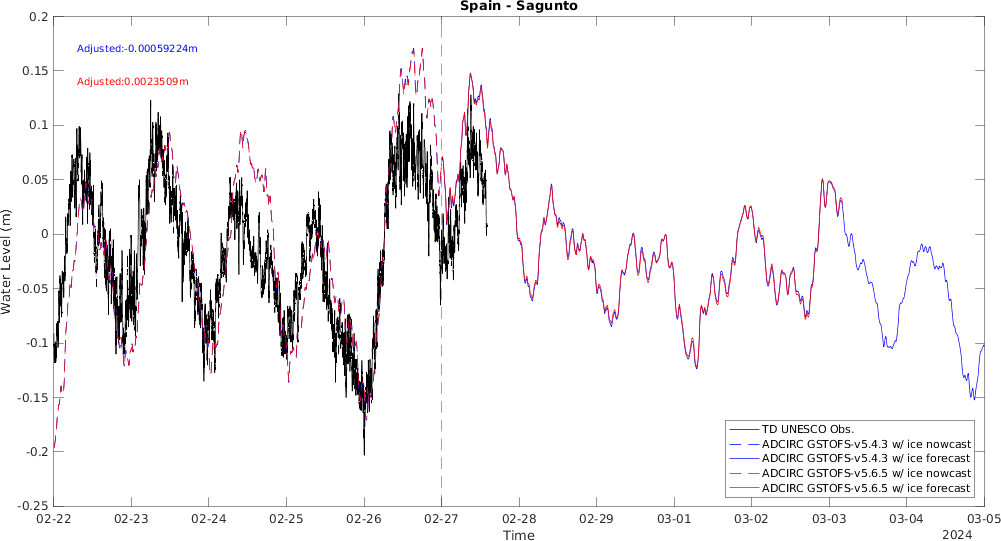 Spain - Sagunto
Adjusted:-0.00059224m
Adjusted:0.0023509m
Water Level (m)
0.2
0.15
0.1
0.05
0
-0.05
-0.1
-0.15
-0.2
-0.25
TD UNESCO Obs.
ADCIRC GSTOFS-v5.4.3 w/ ice nowcast
ADCIRC GSTOFS-v5.4.3 w/ ice forecast
ADCIRC GSTOFS-v5.6.5 w/ ice nowcast
ADCIRC GSTOFS-v5.6.5 w/ ice forecast
02-22 02-23 02-24 02-25 02-26 02-27 02-28 02-29 03-01 03-02 03-03 03-04 03-05
Time
2024